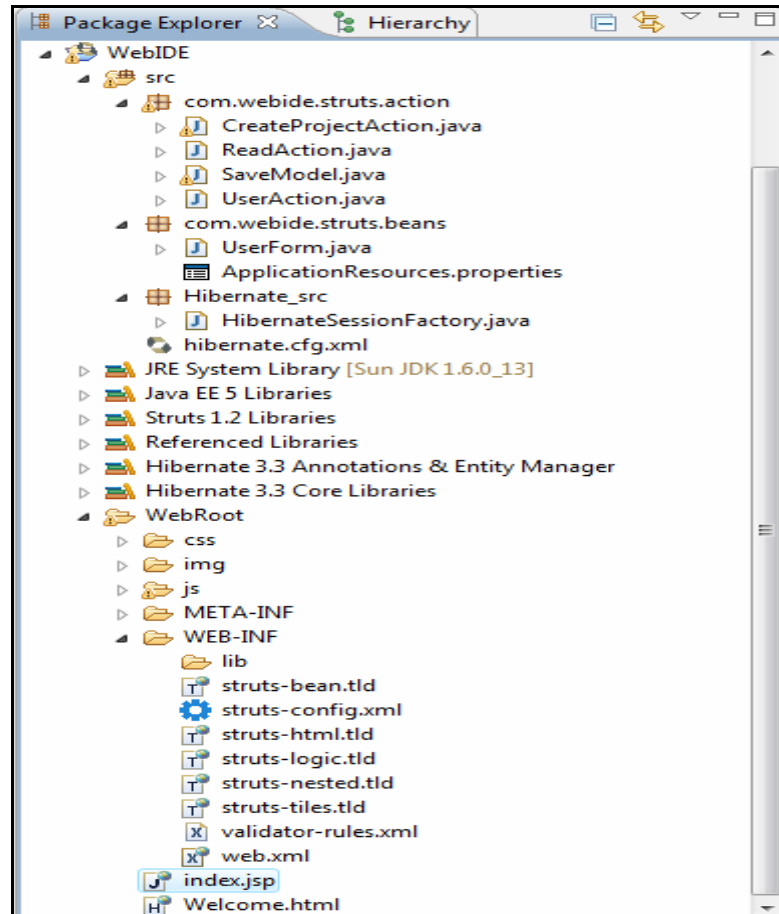 Package Explorer Hierarchy
WebIDE
src
com.webide.struts.action
CreateProjectAction.java
ReadAction.java
SaveModel.java
UserAction.java
com.webide.struts.beans
UserForm.java
ApplicationResources.properties
Hibernate_src
HibernateSessionFactory.java
hibernate.cfg.xml
JRE System Library [Sun JDK 1.6.0_13]
Java EE 5 Libraries
Struts 1.2 Libraries
Referenced Libraries
Hibernate 3.3 Annotations & Entity Manager
Hibernate 3.3 Core Libraries
WebRoot
css
img
js
META-INF
WEB-INF
lib
struts-bean.tld
struts-config.xml
struts-html.tld
struts-logic.tld
struts-nested.tld
struts-tiles.tld
validator-rules.xml
web.xml
index.jsp
Welcome.html